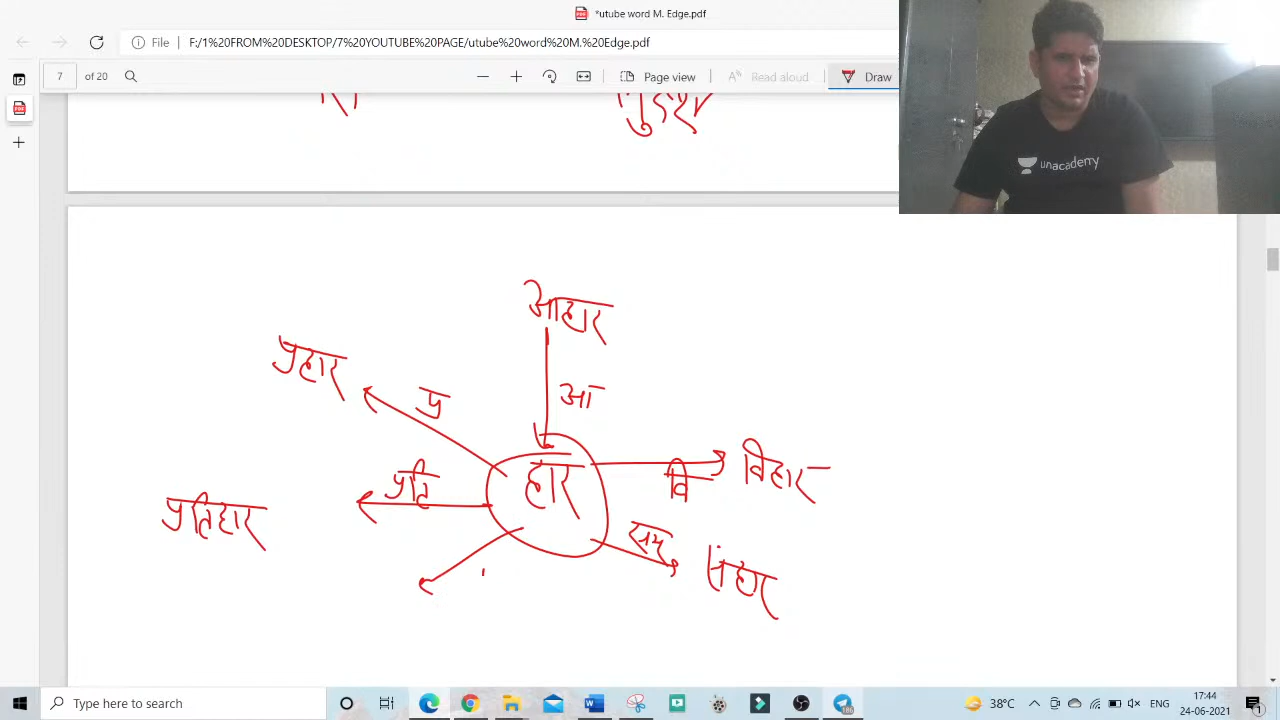 *utube word M. Edge.pdf
File F:/1%20FROM%20DESKTOP/7%20YOUTUBE%20PAGE/utube%20word%20M.%20Edge.pdf
7 of 20 Page view Read aloud Draw
unacademy
आहार
प्रहार
प्र आ
हार
प्रति
वि विहार
प्रतिहार
सम् संहार
Type here to search
186
38°C
17:44
24-06-2021
1